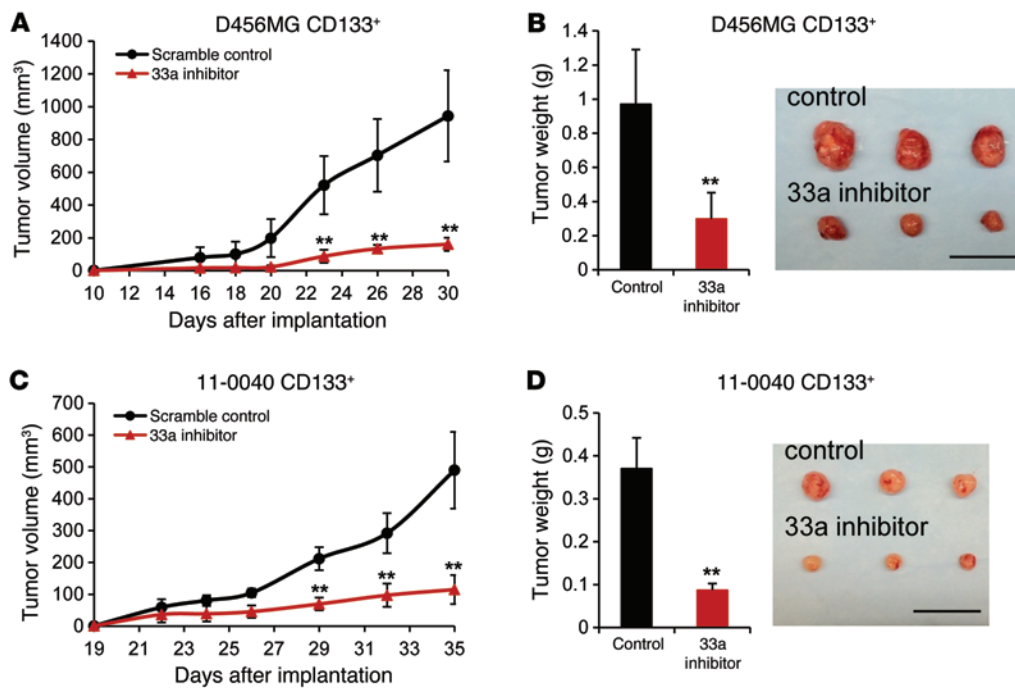 A
D456MG CD133⁺
Tumor volume (mm³)
1400
1200
1000
800
600
400
200
0
Scramble control
33a inhibitor
**
**
**
10 12 14 16 18 20 22 24 26 28 30
Days after implantation
B
D456MG CD133⁺
Tumor weight (g)
1.4
1.2
1
0.8
0.6
0.4
0.2
0
**
Control
33a
inhibitor
control
33a inhibitor
C
11-0040 CD133⁺
Tumor volume (mm³)
700
600
500
400
300
200
100
0
Scramble control
33a inhibitor
**
**
**
19 21 23 25 27 29 31 33 35
Days after implantation
D
11-0040 CD133⁺
Tumor weight (g)
0.5
0.4
0.3
0.2
0.1
0
**
Control
33a
inhibitor
control
33a inhibitor